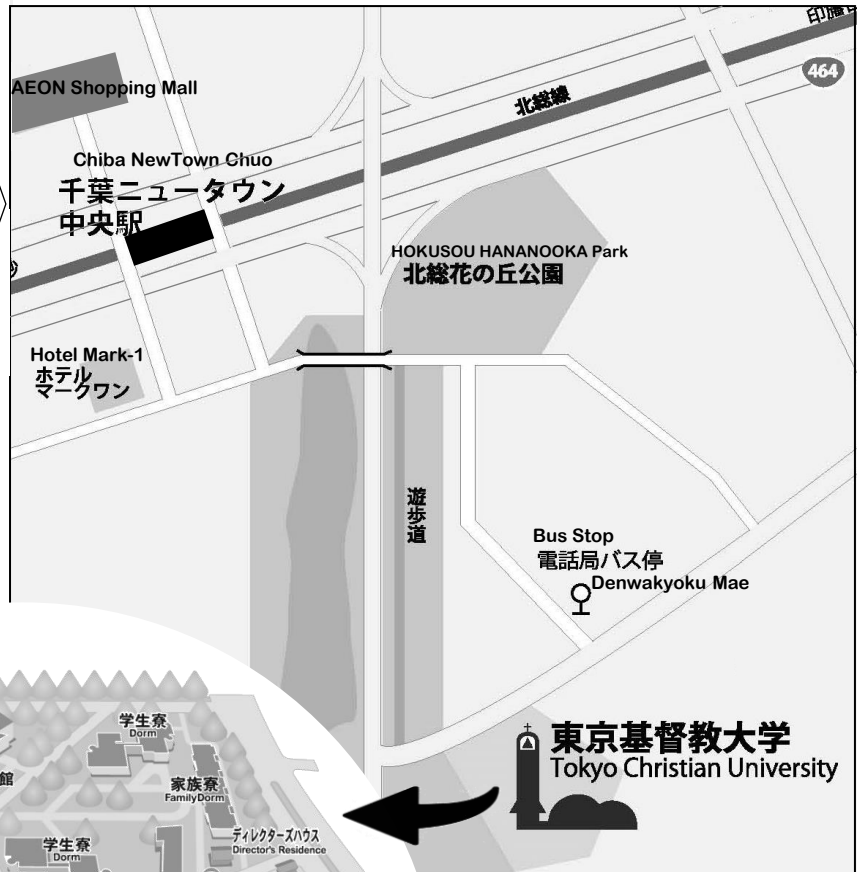 464
北総線
AEON Shopping Mall
Chiba NewTown Chuo
千葉ニュータウン
中央駅
HOKUSOU HANANOOKA Park
北総花の丘公園
Hotel Mark-1
ホテル
マークワン
遊歩道
Bus Stop
電話局バス停
Denwakyoku Mae
東京基督教大学
Tokyo Christian University
学生寮
Dorm
館
家族寮
FamilyDorm
ディレクターズハウス
Director's Residence
学生寮
Dorm